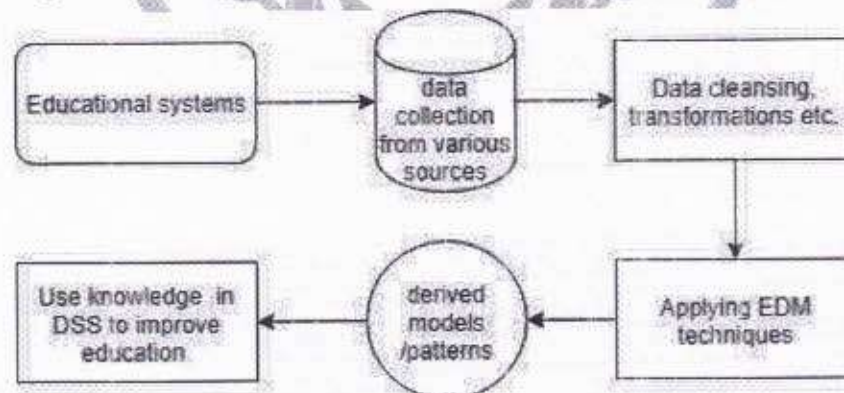 Educational systems
data
collection
from various
sources
Data cleansing,
transformations etc.
Applying EDM
techniques
derived
models
/patterns
Use knowledge in
DSS to improve
education